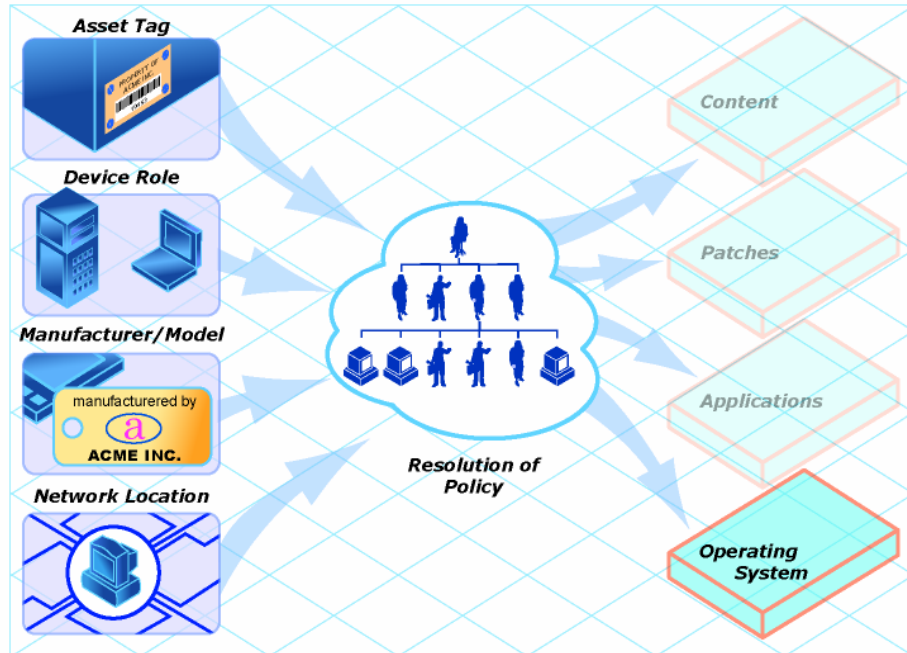 Asset Tag
PROPERTY OF
ACME INC.
Device Role
Manufacturer/Model
manufacturered by
a
ACME INC.
Network Location
Resolution of
Policy
Content
Patches
Applications
Operating
System